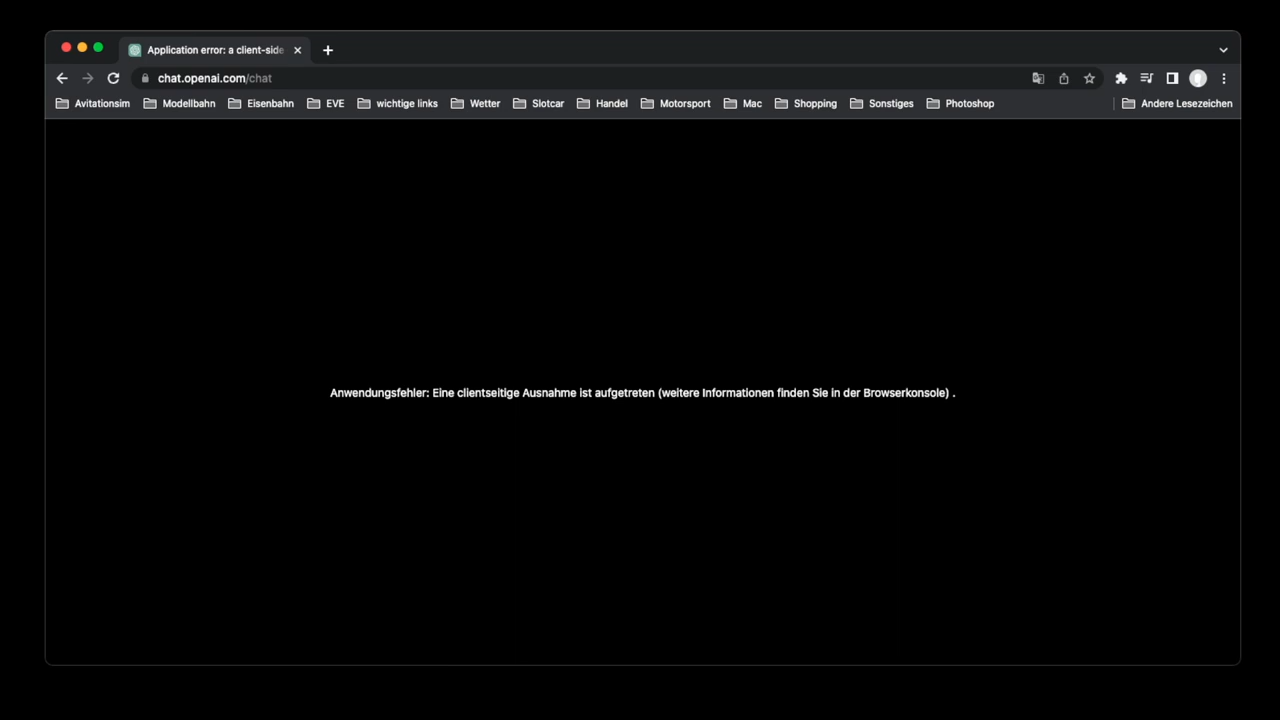 Application error: a client-side
chat.openai.com/chat
Avitationsim Modellbahn Eisenbahn EVE wichtige links Wetter Slotcar Handel Motorsport Mac Shopping Sonstiges Photoshop Andere Lesezeichen
Anwendungsfehler: Eine clientseitige Ausnahme ist aufgetreten (weitere Informationen finden Sie in der Browserkonsole) .